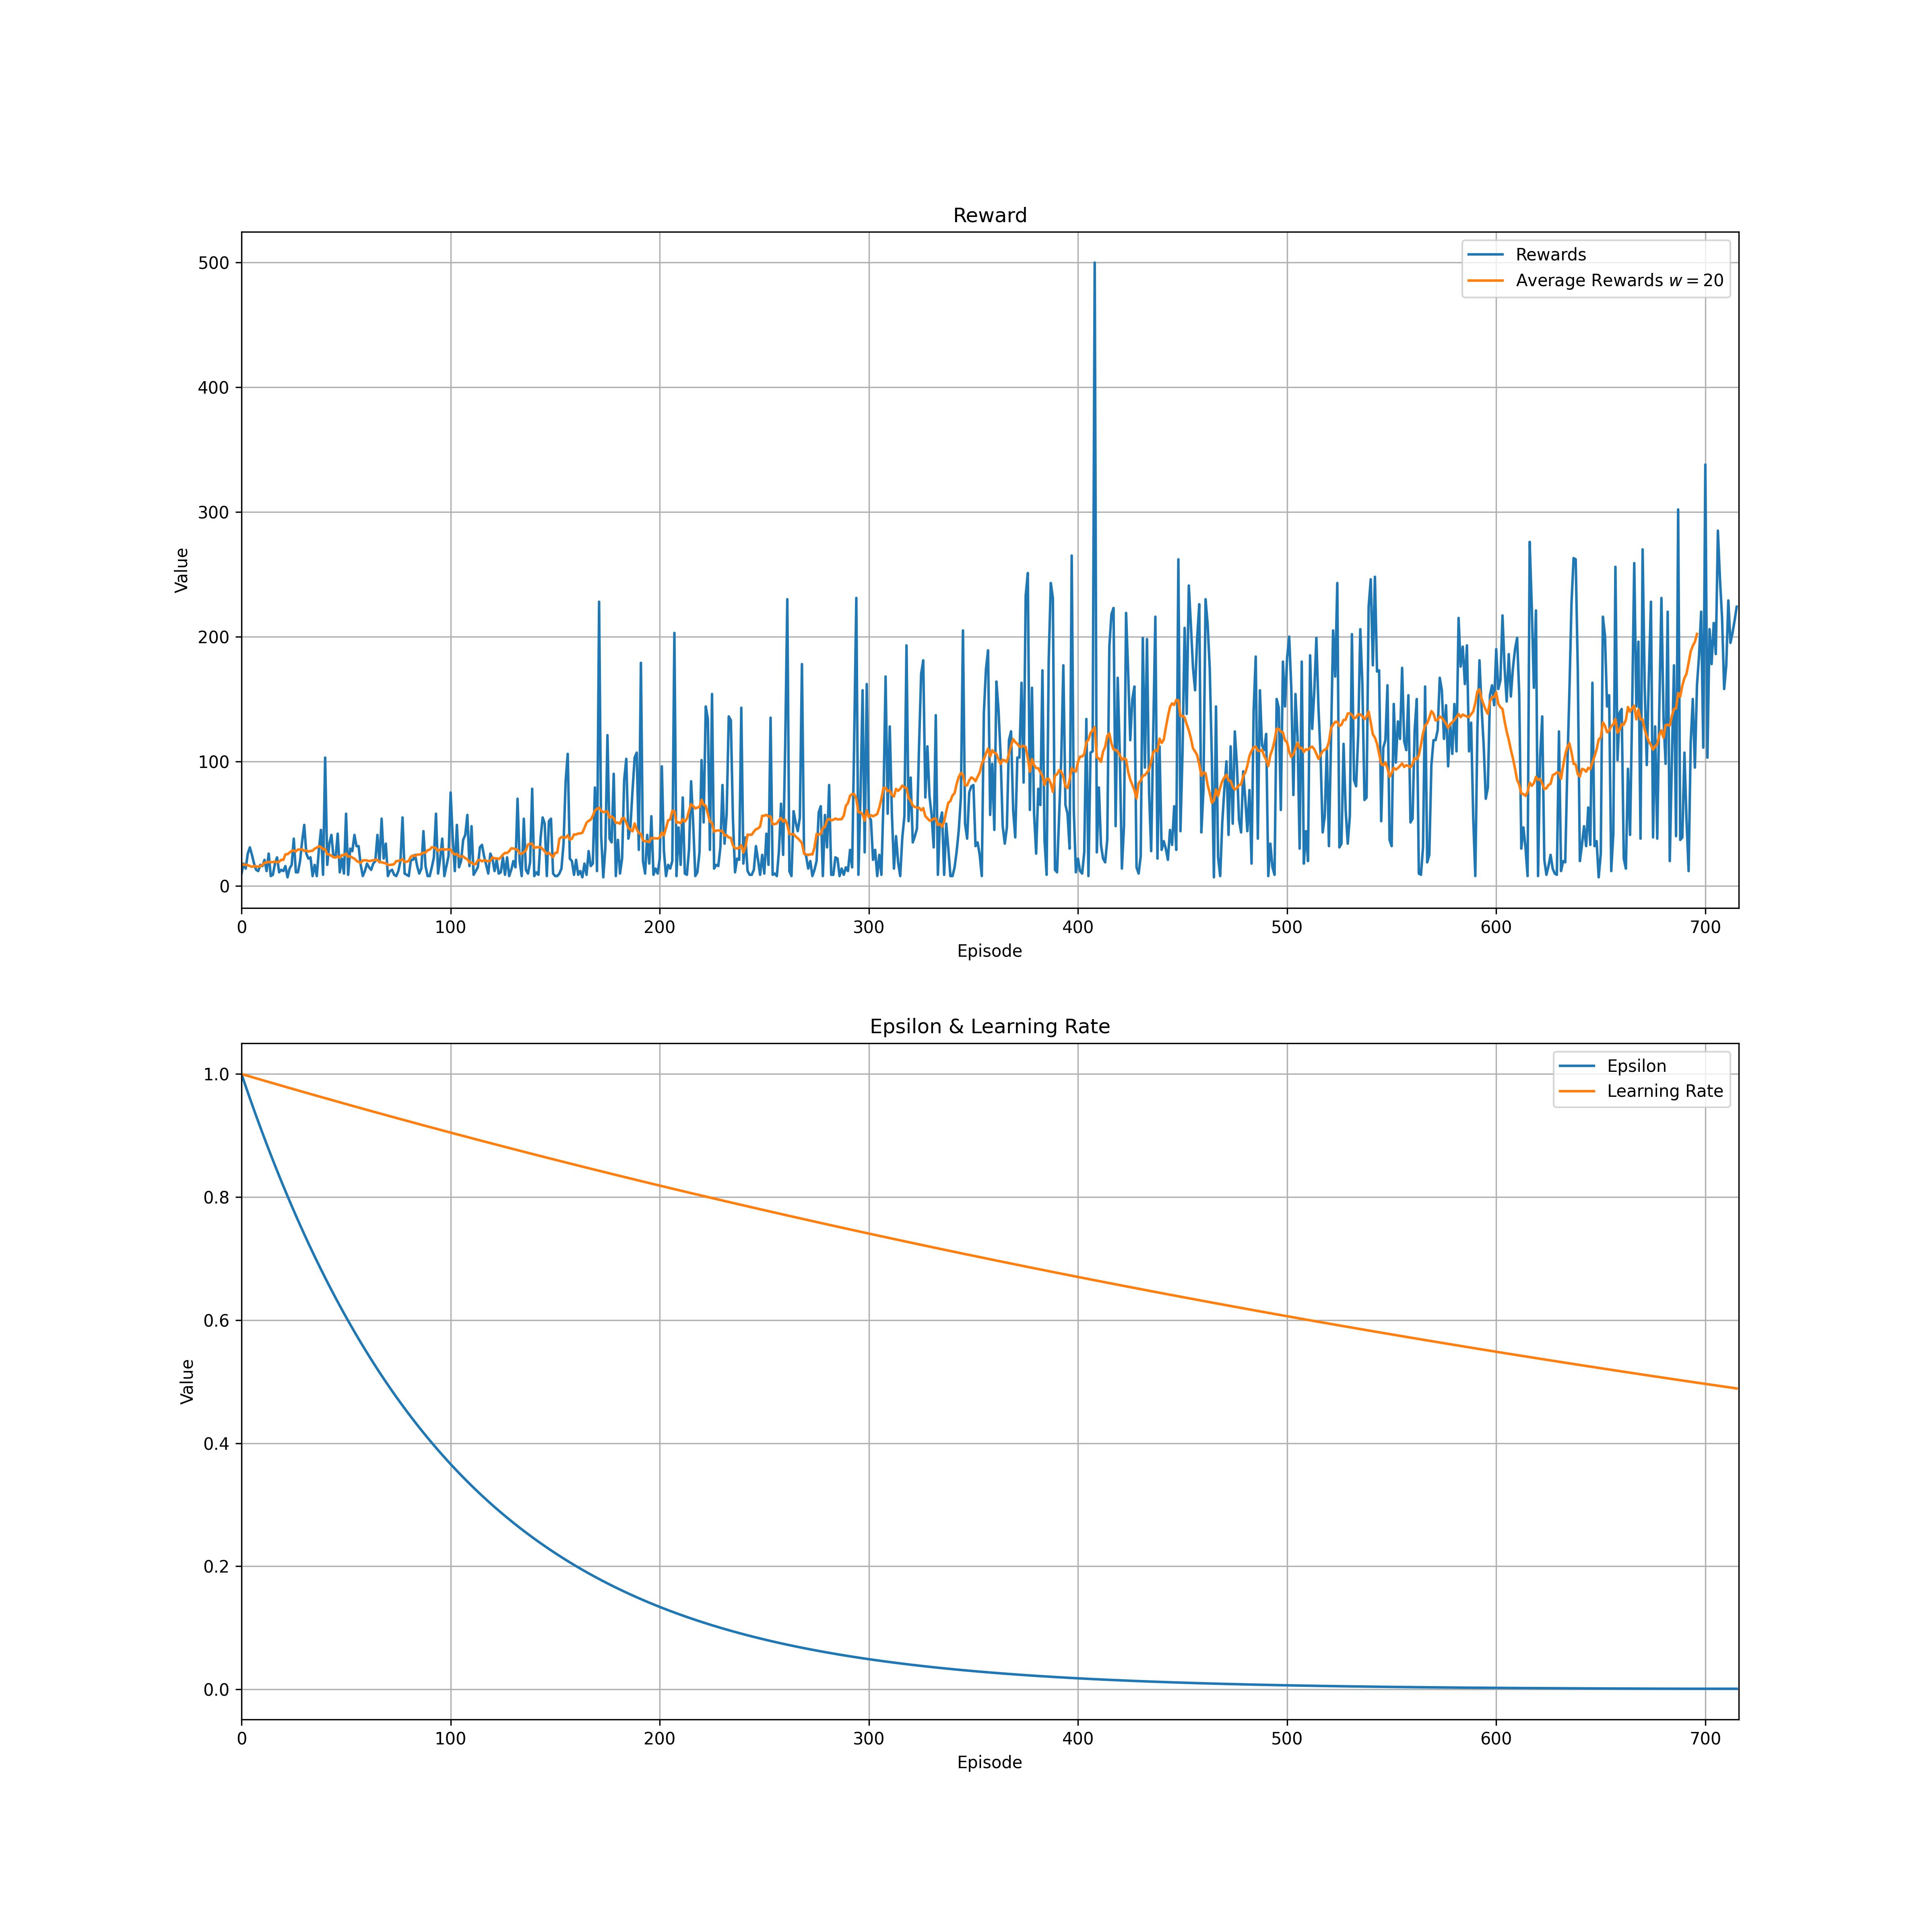 Reward
500
400
300
200
100
0
Value
Rewards
Average Rewards w = 20
0 100 200 300 400 500 600 700
Episode
Epsilon & Learning Rate
1.0
0.8
0.6
0.4
0.2
0.0
Value
Epsilon
Learning Rate
0 100 200 300 400 500 600 700
Episode